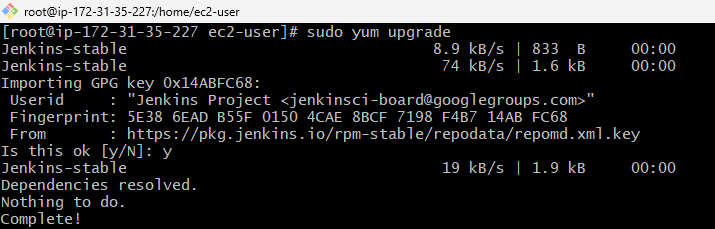 root@ip-172-31-35-227:/home/ec2-user
[root@ip-172-31-35-227 ec2-user]# sudo yum upgrade
Jenkins-stable 8.9 kB/s | 833 B 00:00
Jenkins-stable 74 kB/s | 1.6 kB 00:00
Importing GPG key 0x14ABFC68:
Userid : "Jenkins Project <jenkinsci-board@googlegroups.com>"
Fingerprint: 5E38 6EAD B55F 0150 4CAE 8BCF 7198 F4B7 14AB FC68
From : https://pkg.jenkins.io/rpm-stable/repodata/repomd.xml.key
Is this ok [y/N]: y
Jenkins-stable 19 kB/s | 1.9 kB 00:00
Dependencies resolved.
Nothing to do.
Complete!